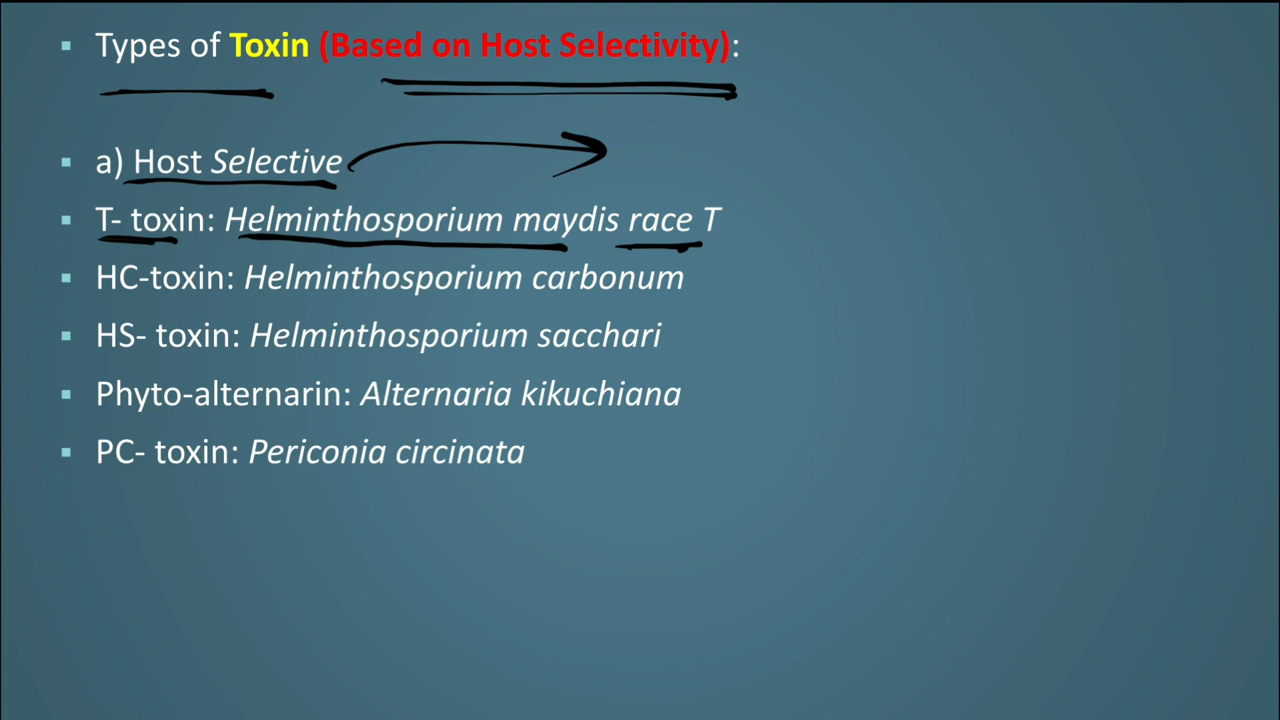 Types of Toxin (Based on Host Selectivity):
a) Host Selective
T- toxin: Helminthosporium maydis race T
HC-toxin: Helminthosporium carbonum
HS- toxin: Helminthosporium sacchari
Phyto-alternarin: Alternaria kikuchiana
PC- toxin: Periconia circinata